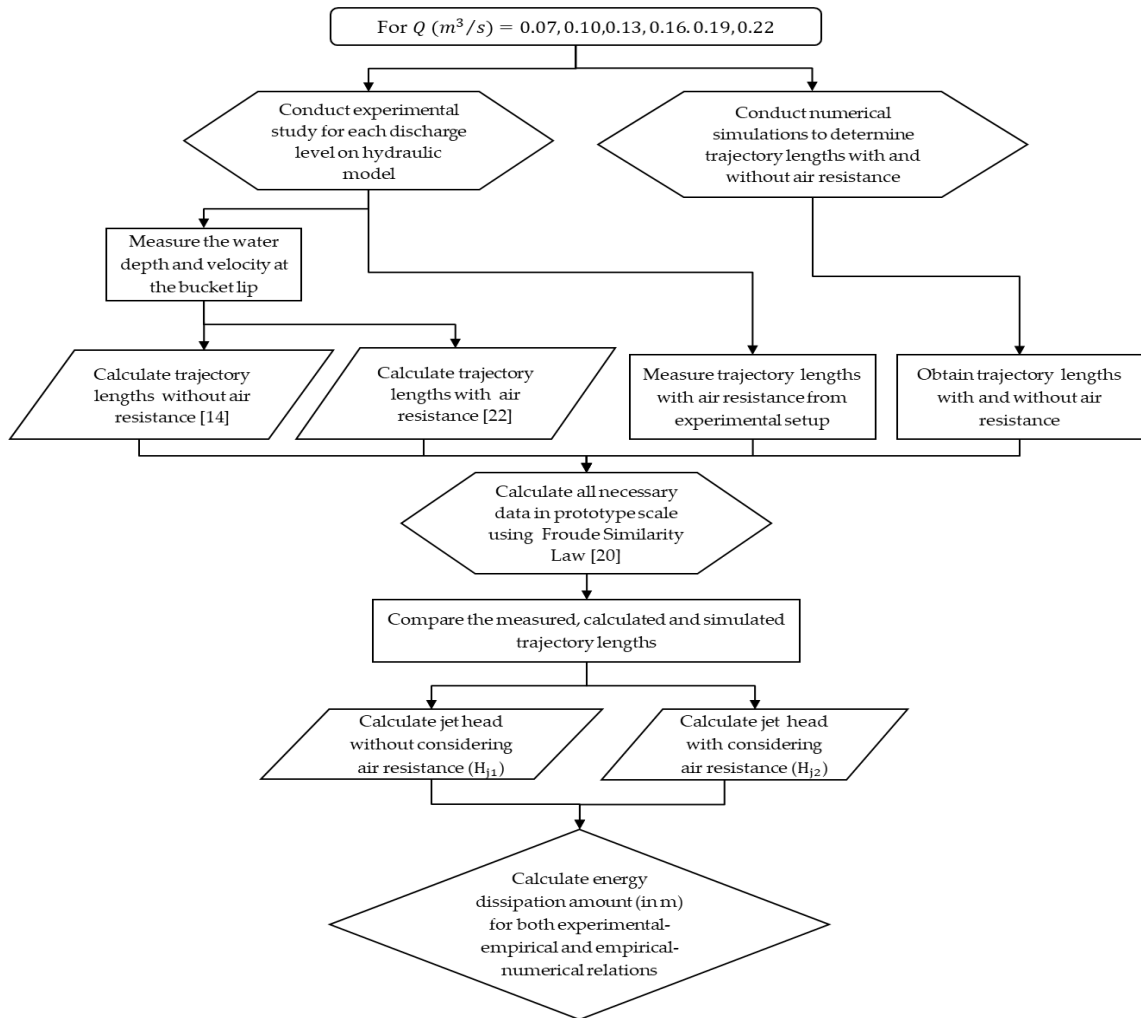 For Q (m³/s) = 0.07, 0.10,0.13, 0.16. 0.19, 0.22
Conduct experimental
study for each discharge
level on hydraulic
model
Conduct numerical
simulations to determine
trajectory lengths with and
without air resistance
Measure the water
depth and velocity at
the bucket lip
Calculate trajectory
lengths without air
resistance [14]
Calculate trajectory
lengths with air
resistance [22]
Measure trajectory lengths
with air resistance from
experimental setup
Obtain trajectory lengths
with and without air
resistance
Calculate all necessary
data in prototype scale
using Froude Similarity
Law [20]
Compare the measured, calculated and simulated
trajectory lengths
Calculate jet head
without considering
air resistance (Hj1)
Calculate jet head
with considering
air resistance (Hj2)
Calculate energy
dissipation amount (in m)
for both experimental-
empirical and empirical-
numerical relations